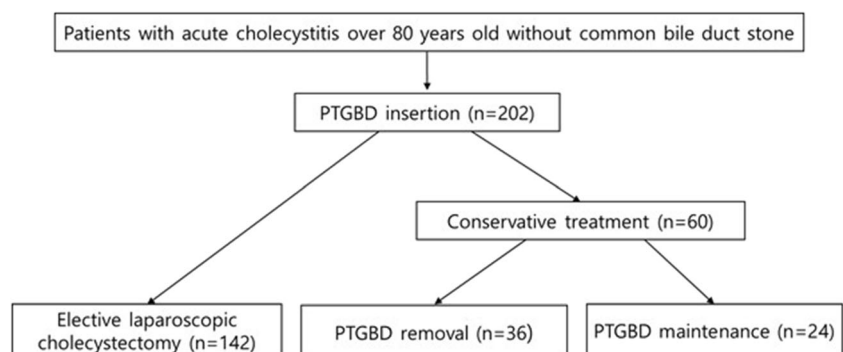 Patients with acute cholecystitis over 80 years old without common bile duct stone
PTGBD insertion (n=202)
Conservative treatment (n=60)
Elective laparoscopic
cholecystectomy (n=142)
PTGBD removal (n=36)
PTGBD maintenance (n=24)